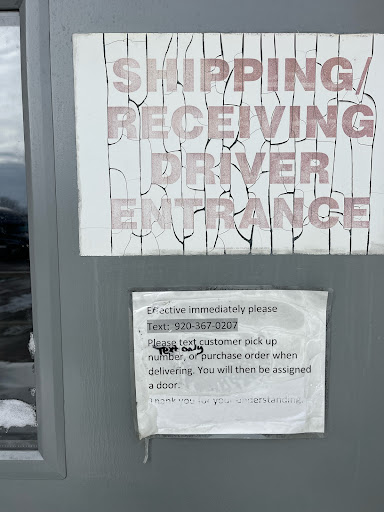 SHIPPING/
RECEIVING
DRIVER
ENTRANCE
Effective immediately please
Text: 920-367-0207
Please text customer pick up
Text only
number, or purchase order when
delivering. You will then be assigned
a door.
Thank you for your understanding